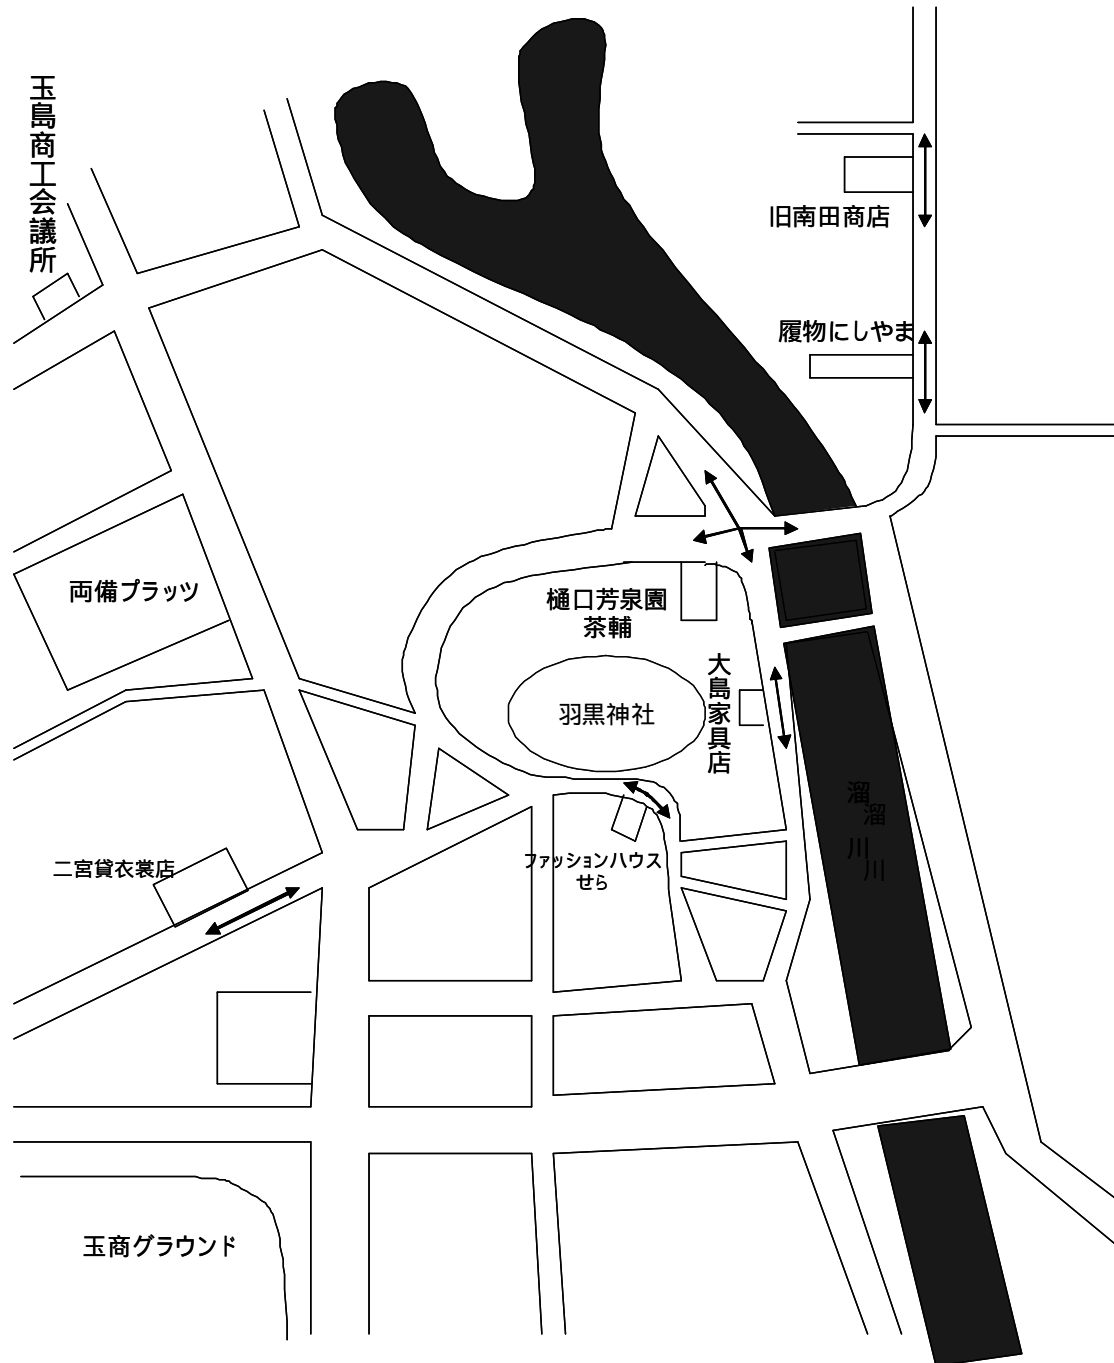 玉島商工会議所
旧南田商店
履物にしやま
両備プラッツ
樋口芳泉園
茶輔
大島家具店
羽黒神社
溜川
溜川
二宮貸衣裳店
ファッションハウス
せら
玉商グラウンド